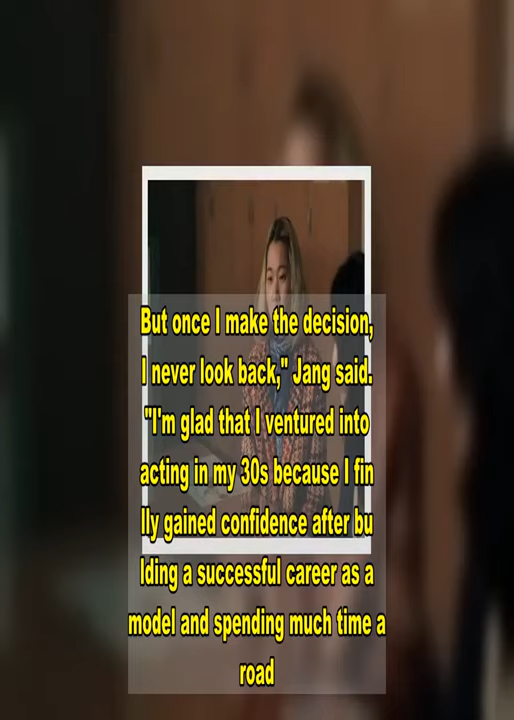 But once I make the decision,
I never look back," Jang said.
"I'm glad that I ventured into
acting in my 30s because I fin
lly gained confidence after bu
lding a successful career as a
model and spending much time a
road